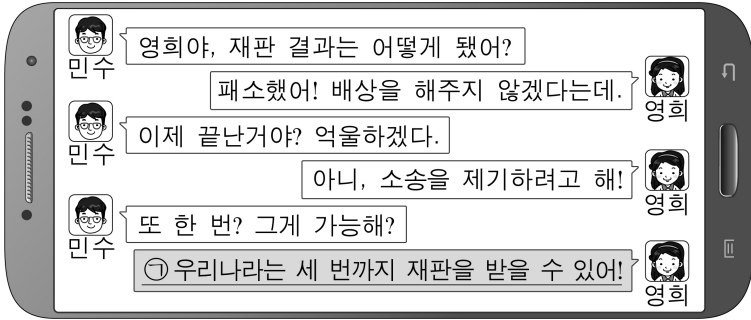 영희야, 재판 결과는 어떻게 됐어?
민수
패소했어! 배상을 해주지 않겠다는데.
영희
이제 끝난거야? 억울하겠다.
민수
아니, 소송을 제기하려고 해!
영희
또 한 번? 그게 가능해?
민수
㉠ 우리나라는 세 번까지 재판을 받을 수 있어!
영희